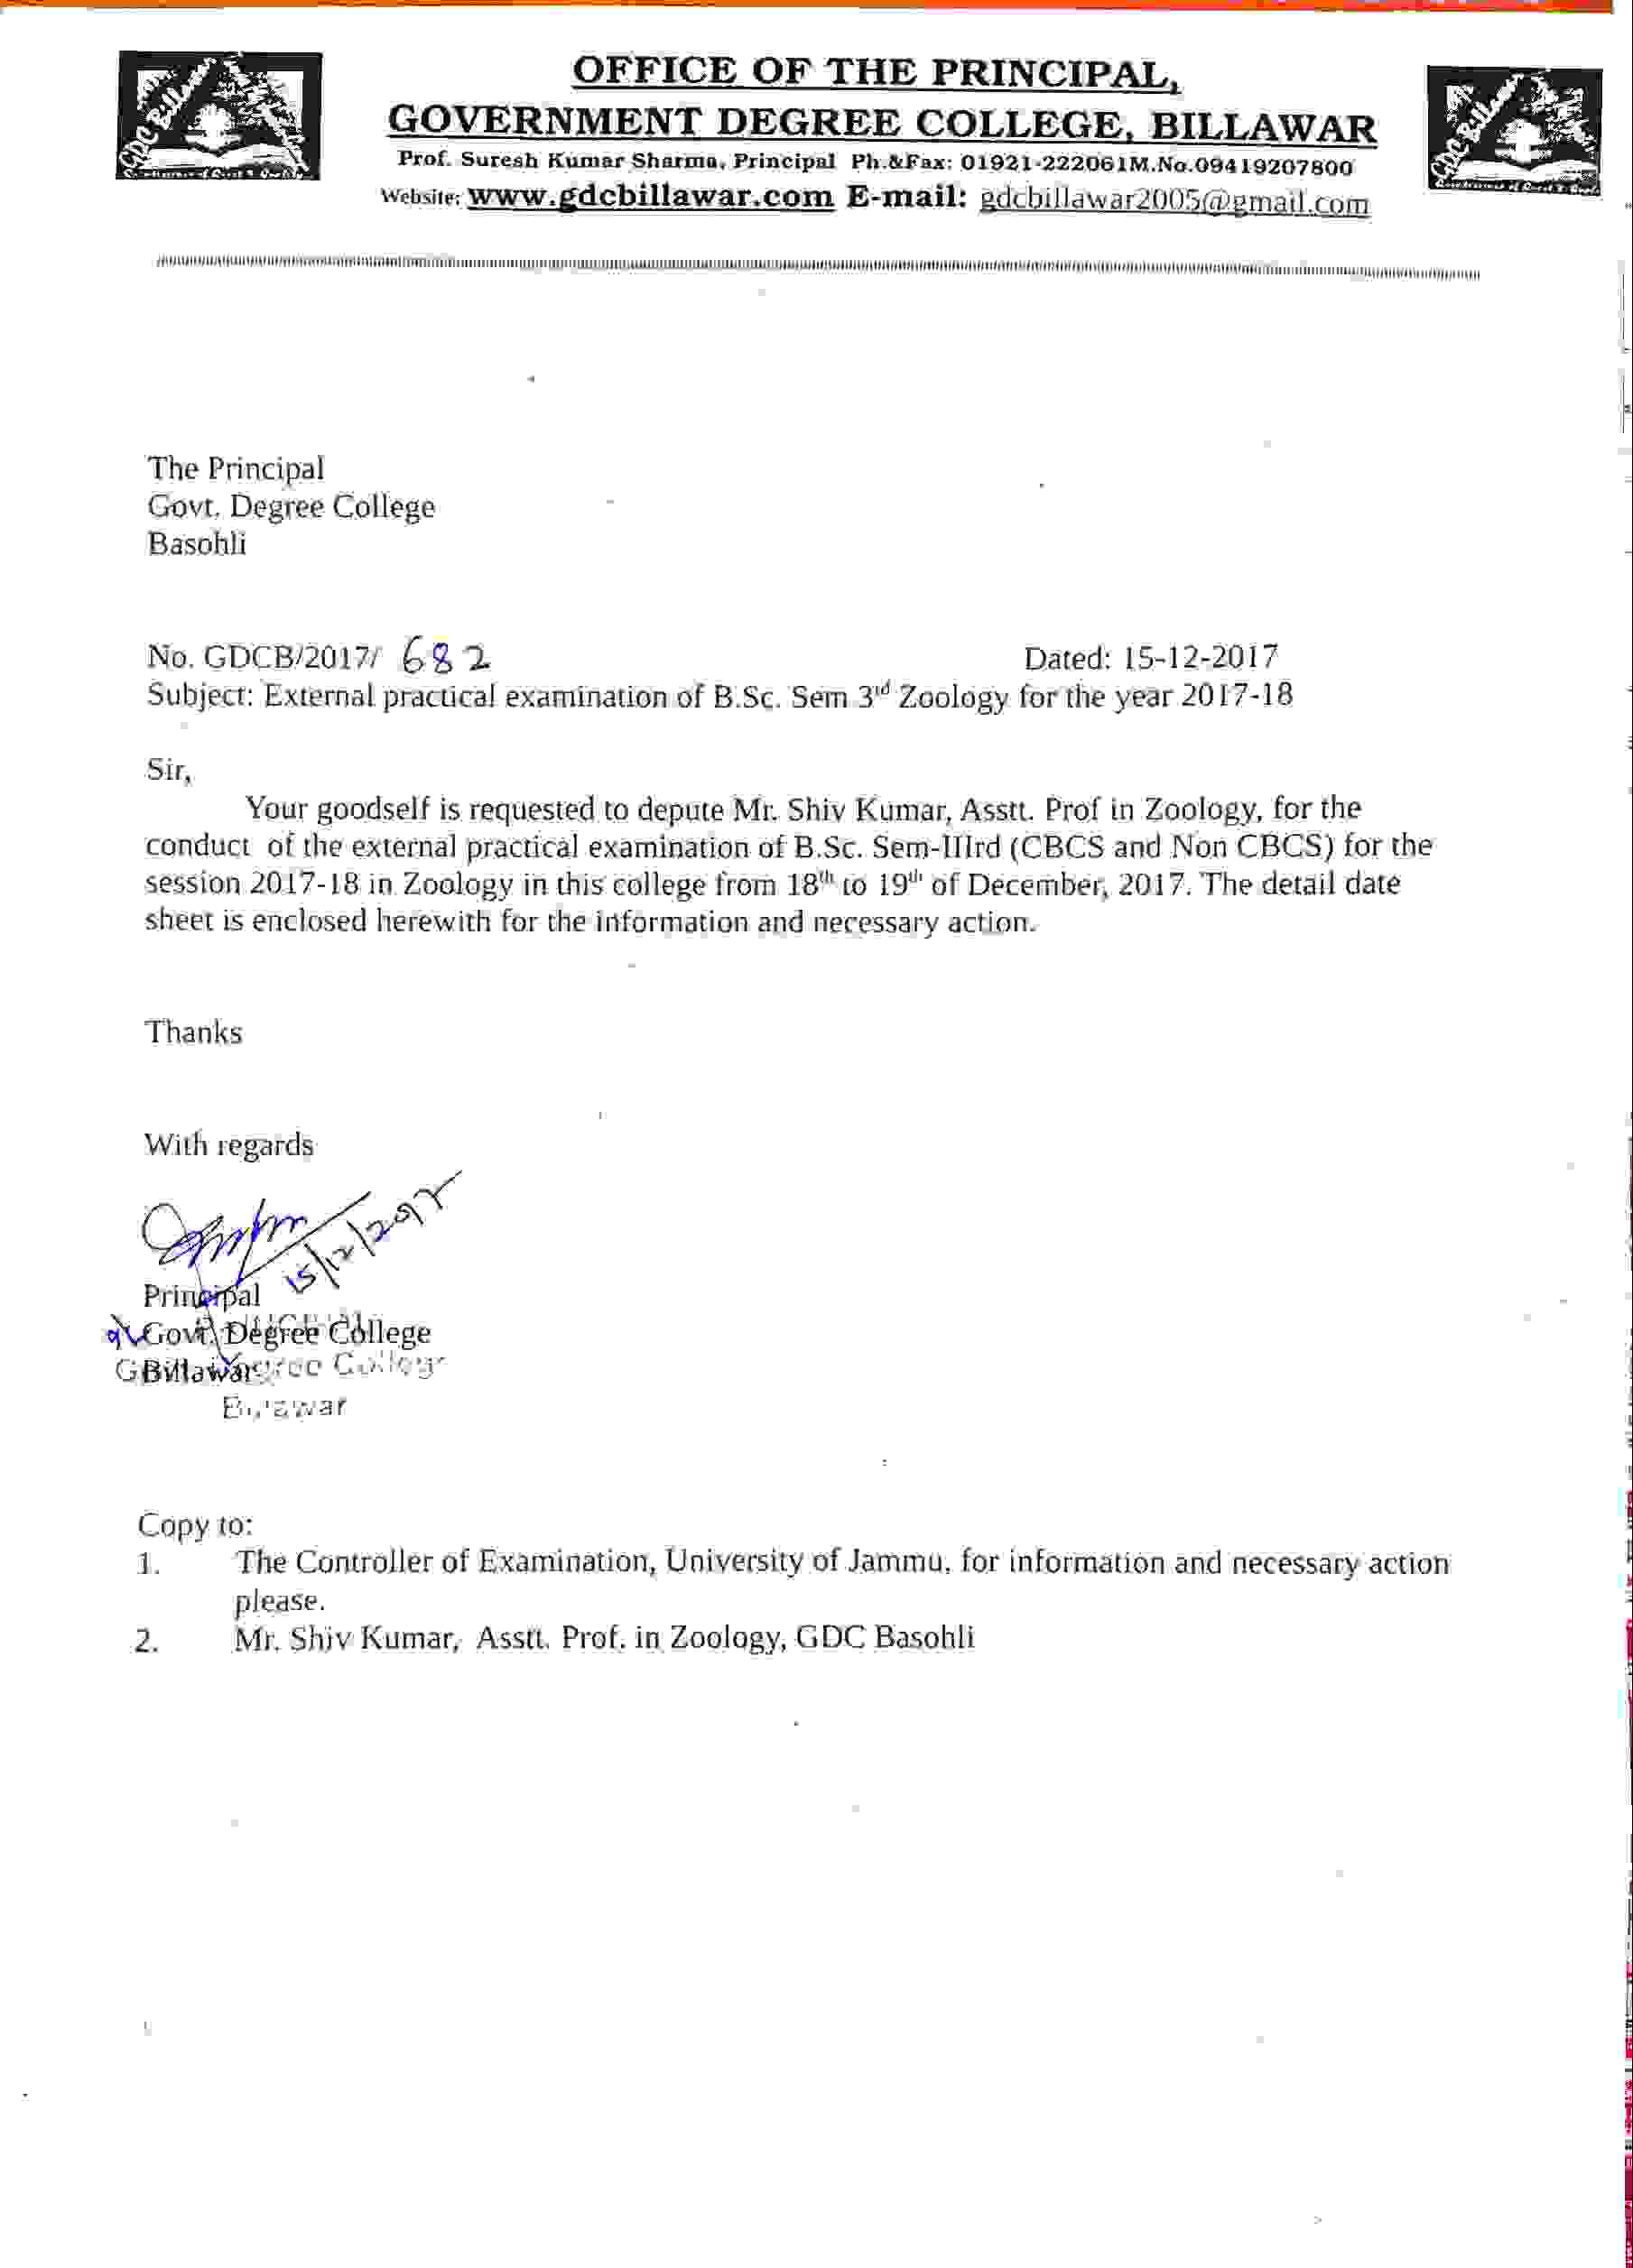 OFFICE OF THE PRINCIPAL,
GOVERNMENT DEGREE COLLEGE, BILLAWAR
Prof. Suresh Kumar Sharma, Principal Ph.&Fax: 01921-222061M.No.09419207800
Website: www.gdcbillawar.com E-mail: gdcbillawar2005@gmail.com
GDC Billawar
GDC Billawar
The Principal
Govt. Degree College
Basohli
No. GDCB/2017/ 682
Dated: 15-12-2017
Subject: External practical examination of B.Sc. Sem 3rd Zoology for the year 2017-18
Sir,
Your goodself is requested to depute Mr. Shiv Kumar, Asstt. Prof in Zoology, for the
conduct of the external practical examination of B.Sc. Sem-IIIrd (CBCS and Non CBCS) for the
session 2017-18 in Zoology in this college from 18th to 19th of December, 2017. The detail date
sheet is enclosed herewith for the information and necessary action.
Thanks
With regards
15/12/2017
Principal
Govt. Degree College
Billawar
Degree College
Billawar
Copy to:
1. The Controller of Examination, University of Jammu, for information and necessary action
please.
2. Mr. Shiv Kumar, Asstt. Prof. in Zoology, GDC Basohli